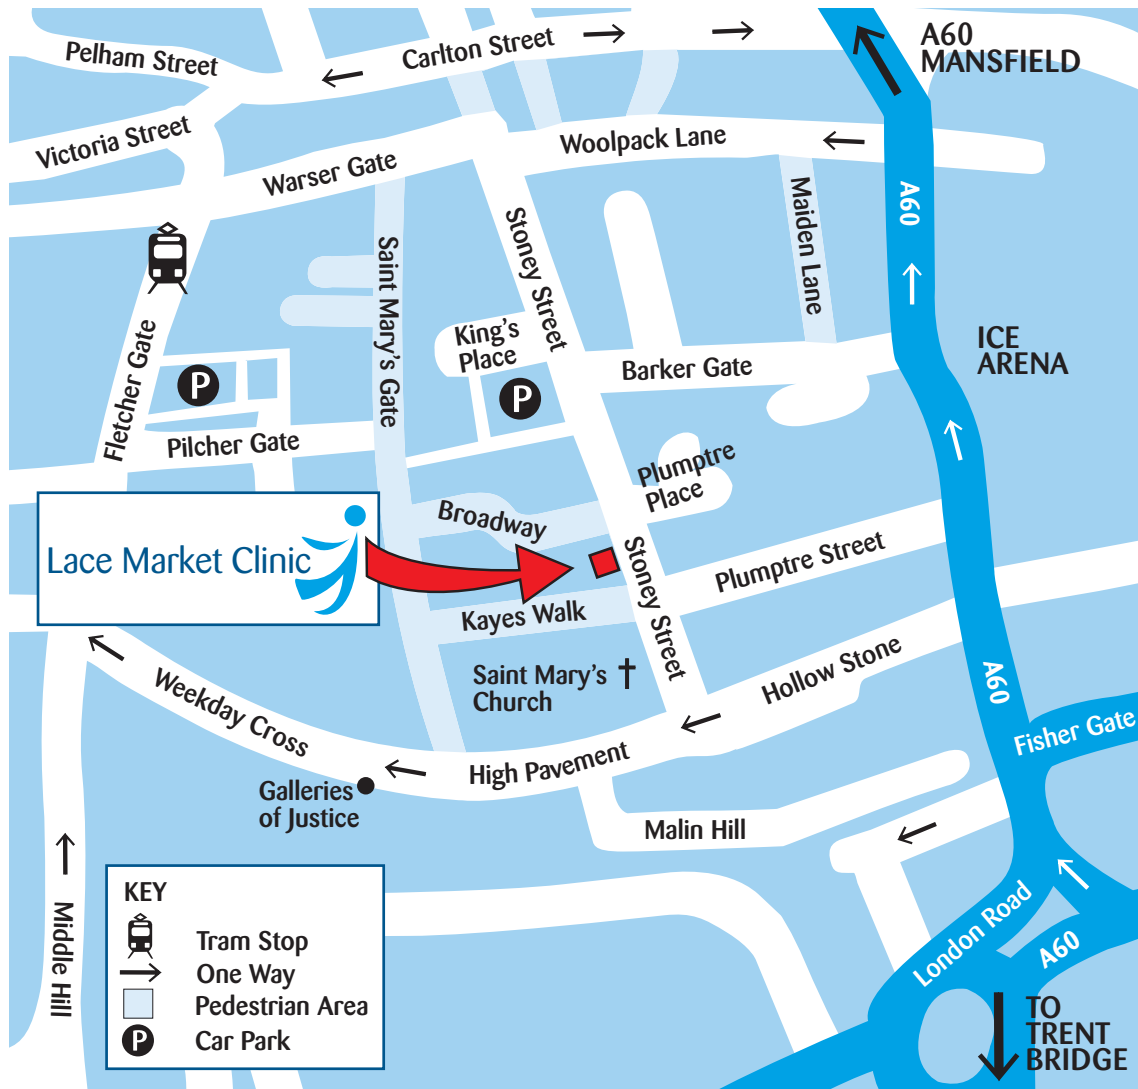 Pelham Street
Carlton Street
A60
MANSFIELD
Victoria Street
Warser Gate
Woolpack Lane
A60
Maiden Lane
Stoney Street
Saint Mary's Gate
Fletcher Gate
King's
Place
ICE
ARENA
P
P
Barker Gate
Pilcher Gate
Plumptre
Place
Broadway
Lace Market Clinic
Stoney Street
Plumptre Street
Kayes Walk
Saint Mary's
Church
Hollow Stone
A60
Weekday Cross
Fisher Gate
High Pavement
Galleries
of Justice
Malin Hill
Middle Hill
London Road
A60
KEY
Tram Stop
One Way
Pedestrian Area
P
Car Park
TO
TRENT
BRIDGE